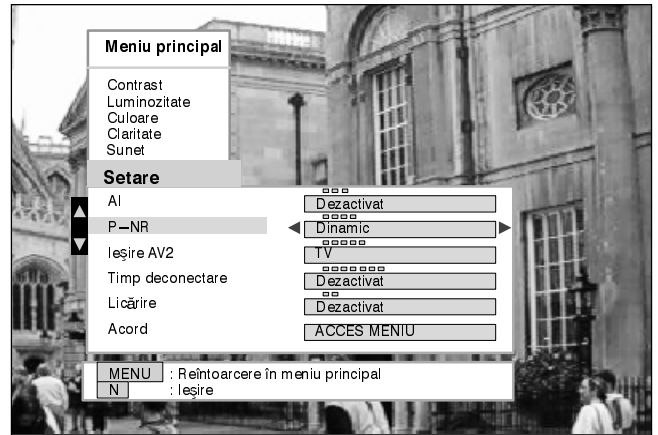 Meniu principal
Contrast
Luminozitate
Culoare
Claritate
Sunet
Setare
AI Dezactivat
P–NR Dinamic
Ieşire AV2 TV
Timp deconectare Dezactivat
Licărire Dezactivat
Acord ACCES MENIU
MENU : Reîntoarcere în meniu principal
N : Ieşire